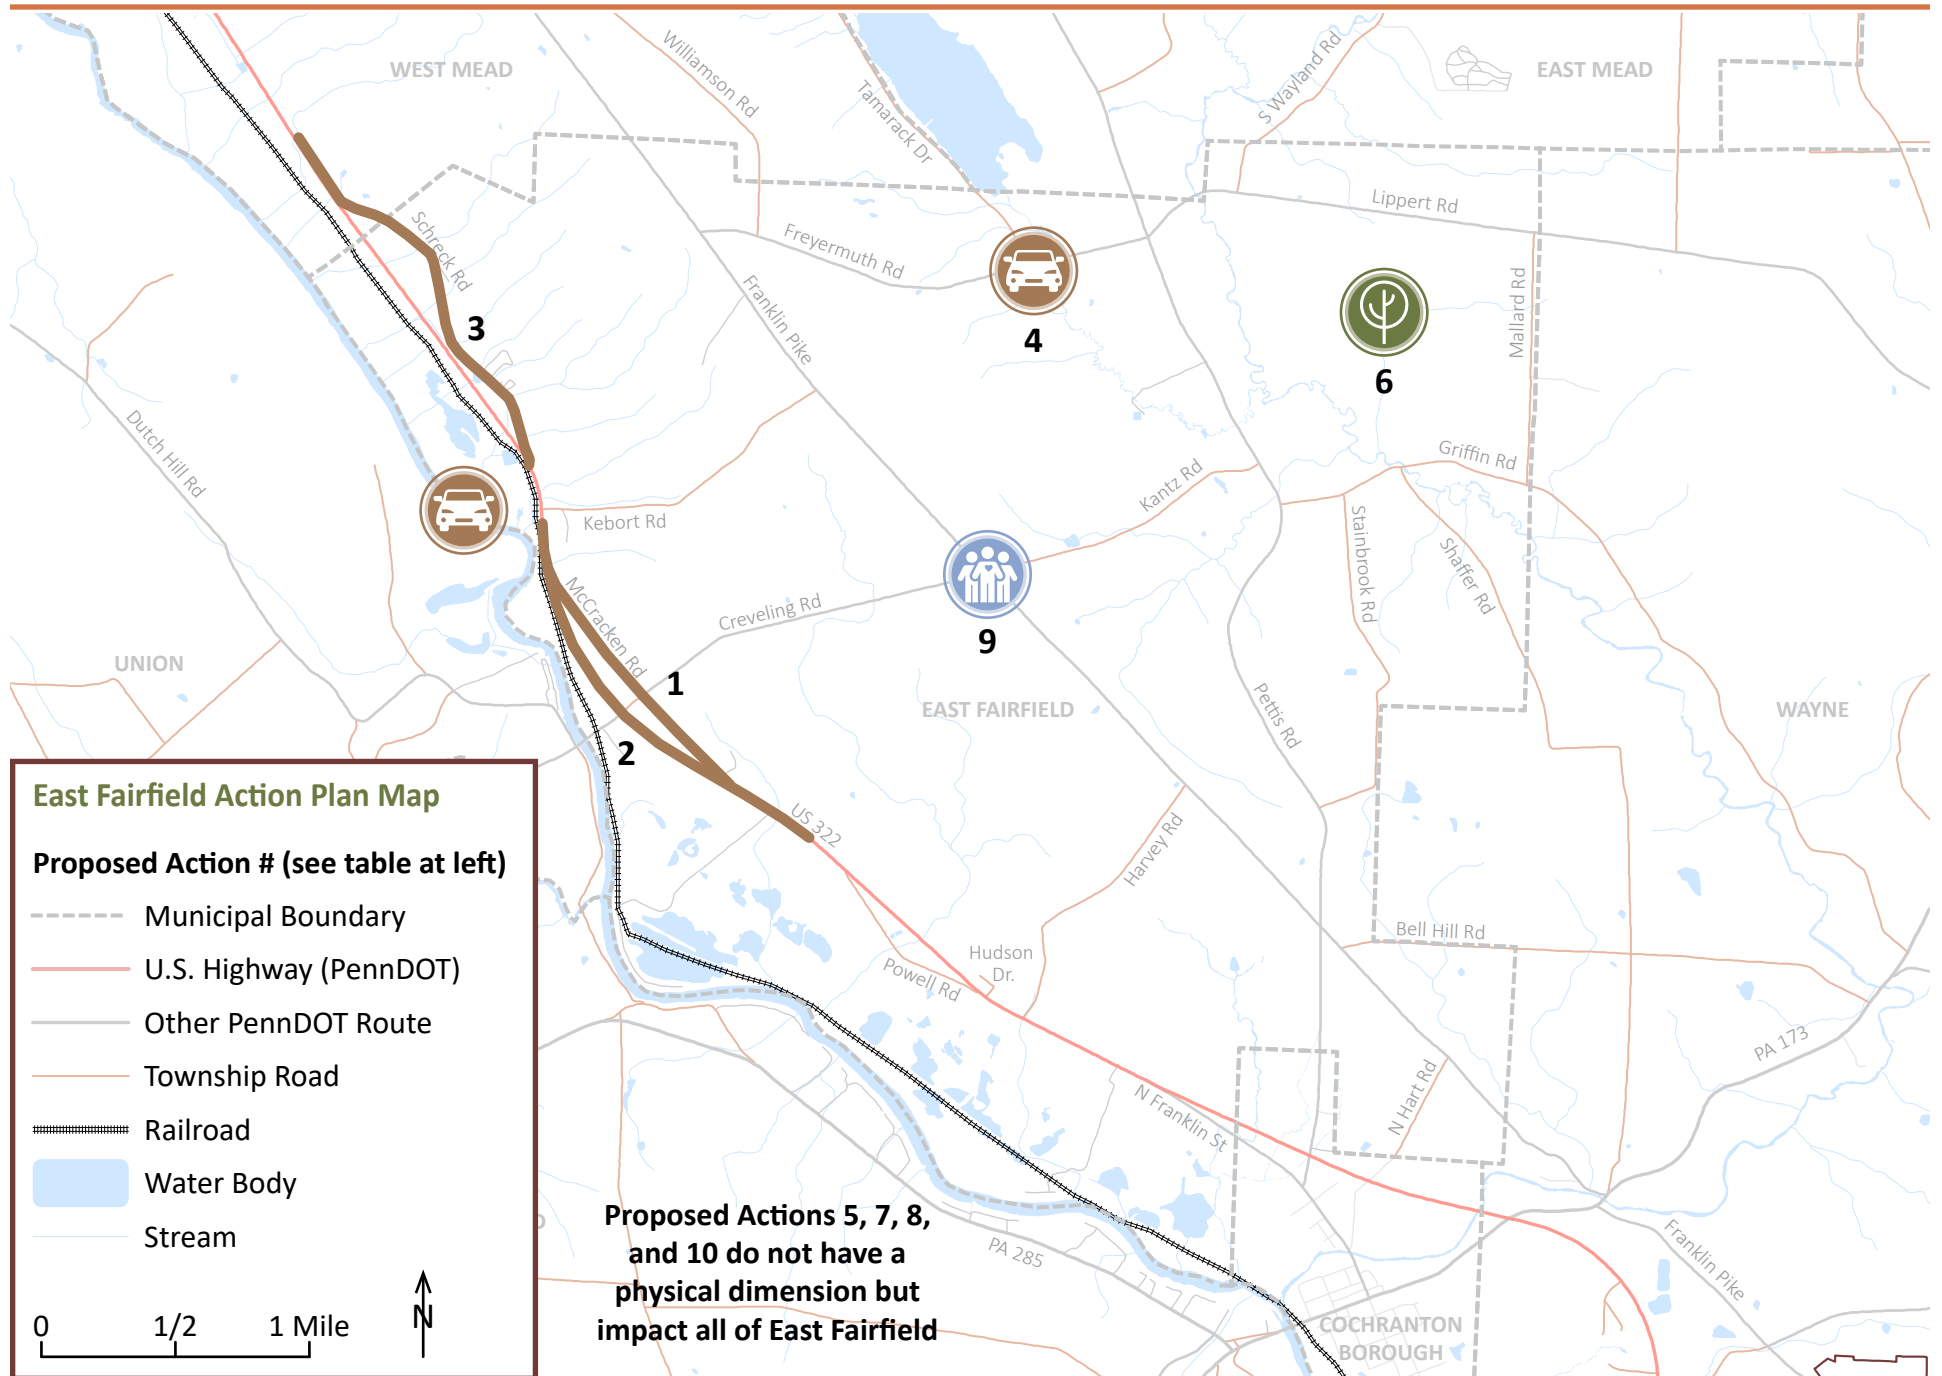 WEST MEAD
Williamson Rd
Tamarack Dr
S Wayland Rd
EAST MEAD
Lippert Rd
Schreck Rd
Freyermuth Rd
Franklin Pike
Mallard Rd
3
4
6
Dutch Hill Rd
Griffin Rd
Kantz Rd
Kebort Rd
Stainbrook Rd
Shaffer Rd
McCracken Rd
Creveling Rd
9
UNION
1
EAST FAIRFIELD
Pettis Rd
WAYNE
2
US 322
Harvey Rd
Bell Hill Rd
Hudson
Dr.
Powell Rd
PA 173
N Franklin St
N Hart Rd
PA 285
Franklin Pike
COCHRANTON
BOROUGH
East Fairfield Action Plan Map
Proposed Action # (see table at left)
Municipal Boundary
U.S. Highway (PennDOT)
Other PennDOT Route
Township Road
Railroad
Water Body
Stream
0 1/2 1 Mile
N
Proposed Actions 5, 7, 8,
and 10 do not have a
physical dimension but
impact all of East Fairfield